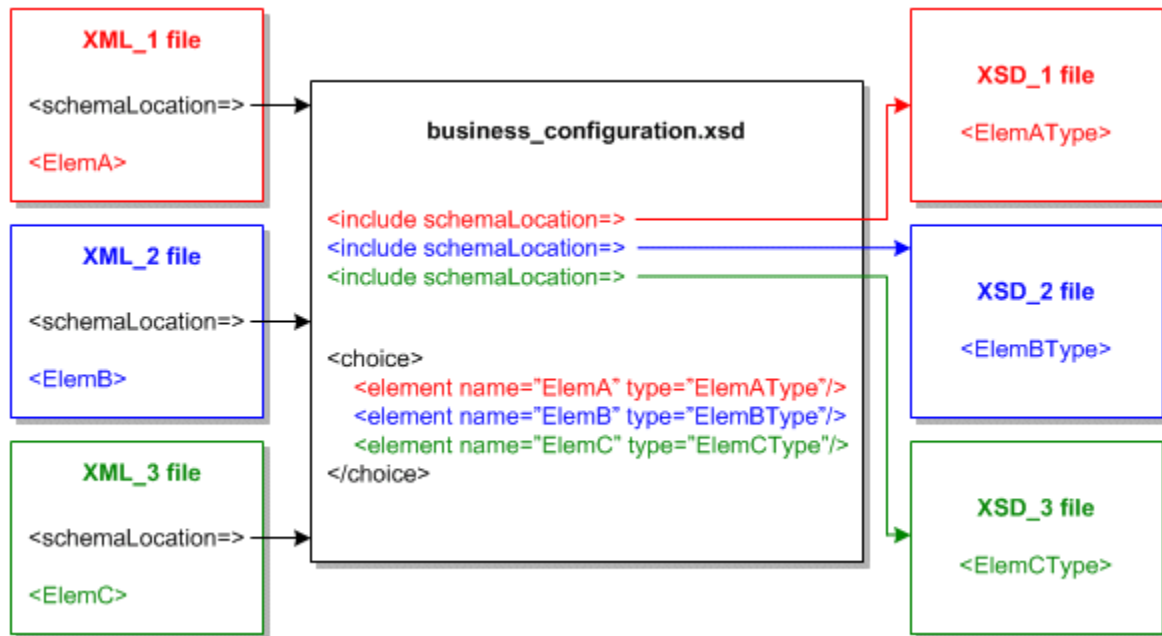 XML_1 file
<schemaLocation=>
<ElemA>
XML_2 file
<schemaLocation=>
<ElemB>
XML_3 file
<schemaLocation=>
<ElemC>
business_configuration.xsd
<include schemaLocation=>
<include schemaLocation=>
<include schemaLocation=>
<choice>
<element name=”ElemA” type=”ElemAType”/>
<element name=”ElemB” type=”ElemBType”/>
<element name=”ElemC” type=”ElemCType”/>
</choice>
XSD_1 file
<ElemAType>
XSD_2 file
<ElemBType>
XSD_3 file
<ElemCType>